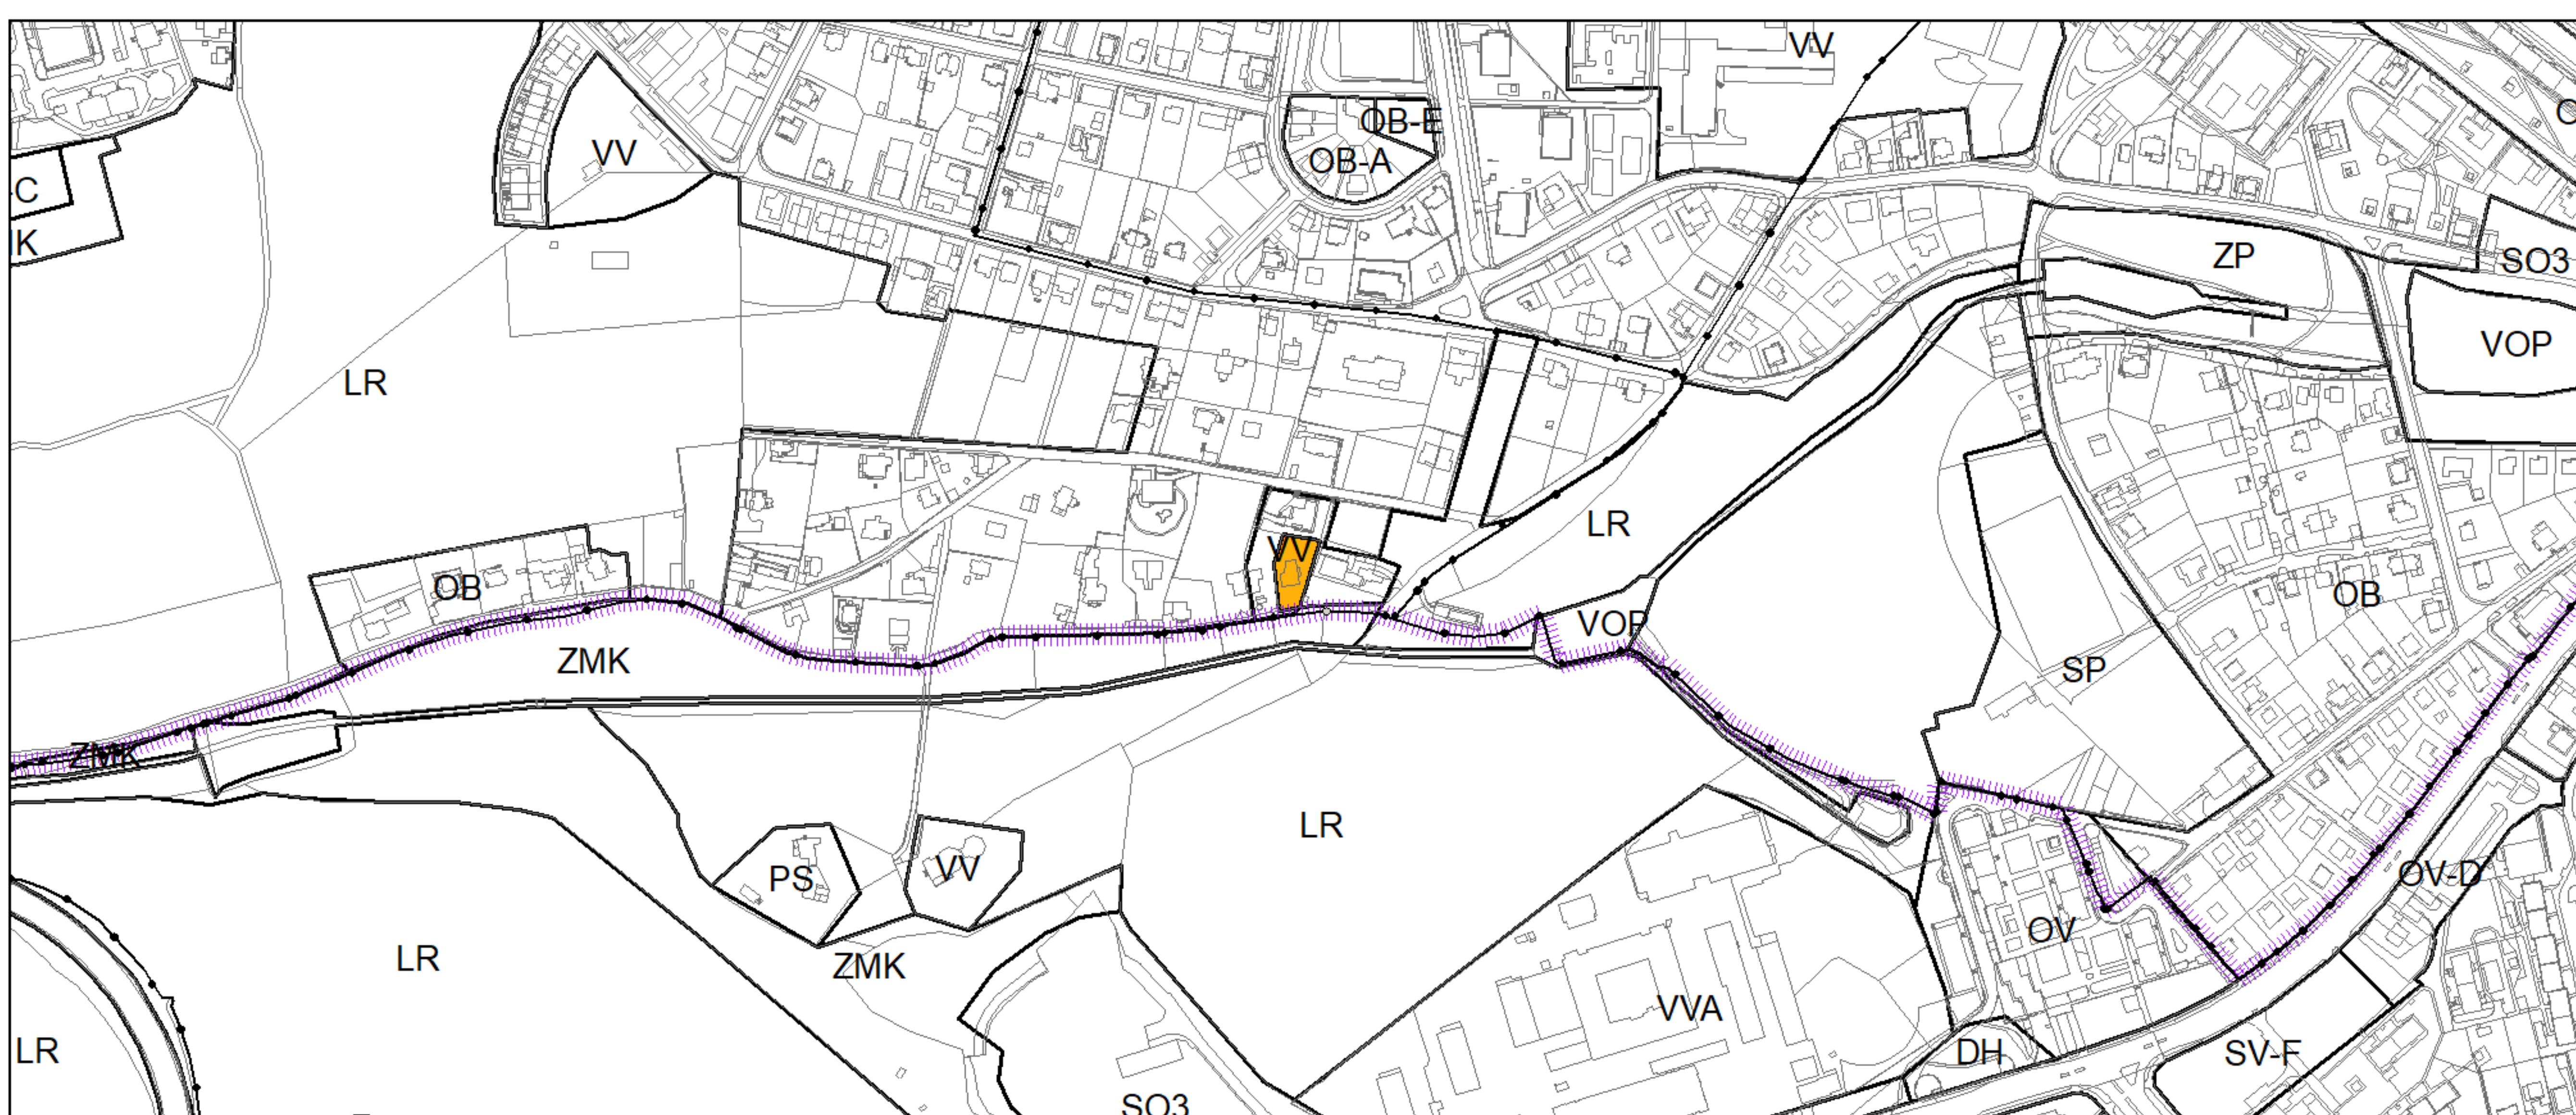 VV
OB-E
VV
OB-A
-C
ZP
SO3
VOP
LR
LR
VV
OB
OB
VOP
ZMK
SP
ZMK
LR
PS
VV
OV-D
OV
LR
ZMK
VVA
LR
DH
SV-F
SO3